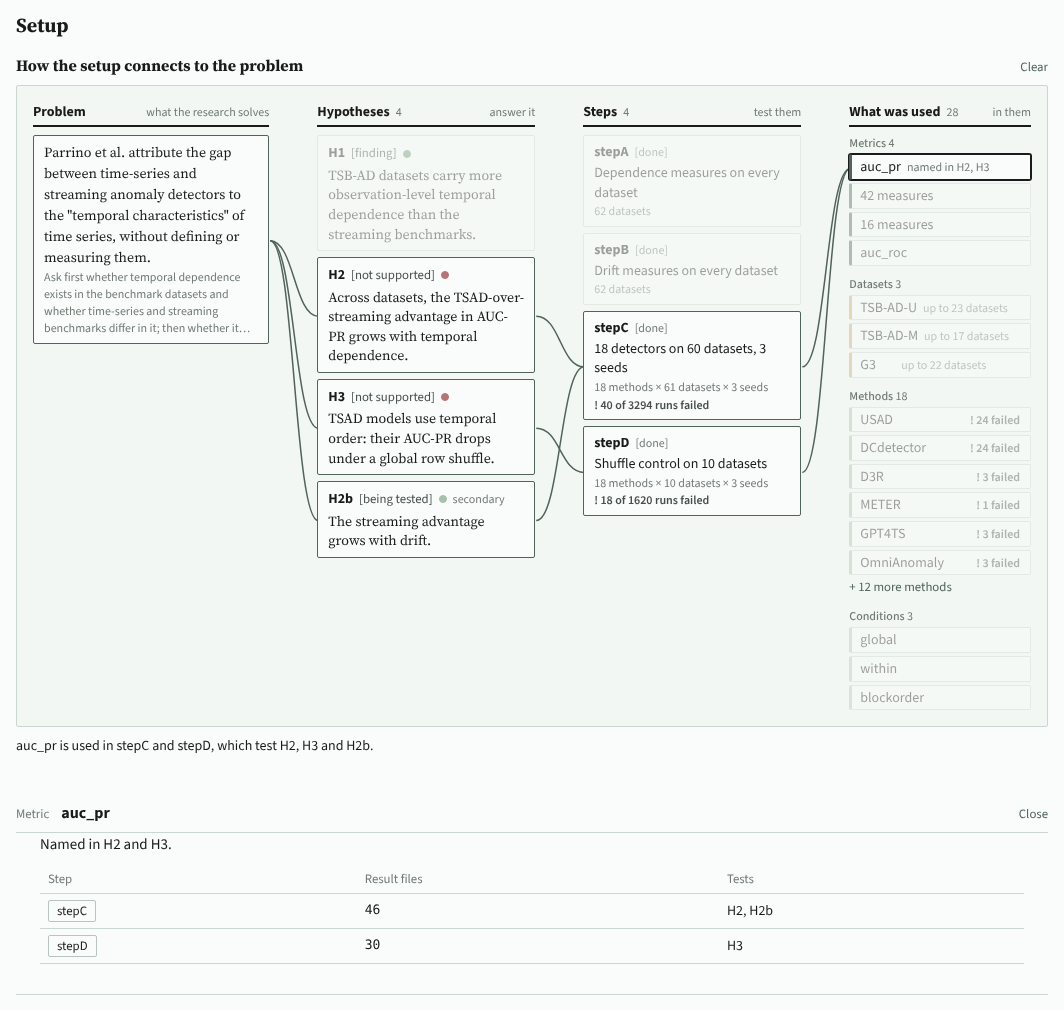 Setup
How the setup connects to the problem
Clear
Problem what the research solves
Parrino et al. attribute the gap
between time-series and
streaming anomaly detectors to
the "temporal characteristics" of
time series, without defining or
measuring them.
Ask first whether temporal dependence
exists in the benchmark datasets and
whether time-series and streaming
benchmarks differ in it; then whether it…
Hypotheses 4 answer it
H1 [finding]
TSB-AD datasets carry more
observation-level temporal
dependence than the
streaming benchmarks.
H2 [not supported]
Across datasets, the TSAD-over-
streaming advantage in AUC-
PR grows with temporal
dependence.
H3 [not supported]
TSAD models use temporal
order: their AUC-PR drops
under a global row shuffle.
H2b [being tested] secondary
The streaming advantage
grows with drift.
Steps 4 test them
stepA [done]
Dependence measures on every
dataset
62 datasets
stepB [done]
Drift measures on every dataset
62 datasets
stepC [done]
18 detectors on 60 datasets, 3
seeds
18 methods × 61 datasets × 3 seeds
! 40 of 3294 runs failed
stepD [done]
Shuffle control on 10 datasets
18 methods × 10 datasets × 3 seeds
! 18 of 1620 runs failed
What was used 28 in them
Metrics 4
auc_pr named in H2, H3
42 measures
16 measures
auc_roc
Datasets 3
TSB-AD-U up to 23 datasets
TSB-AD-M up to 17 datasets
G3 up to 22 datasets
Methods 18
USAD ! 24 failed
DCdetector ! 24 failed
D3R ! 3 failed
METER ! 1 failed
GPT4TS ! 3 failed
OmniAnomaly ! 3 failed
+ 12 more methods
Conditions 3
global
within
blockorder
auc_pr is used in stepC and stepD, which test H2, H3 and H2b.
Metric auc_pr
Close
Named in H2 and H3.
Step Result files Tests
stepC 46 H2, H2b
stepD 30 H3